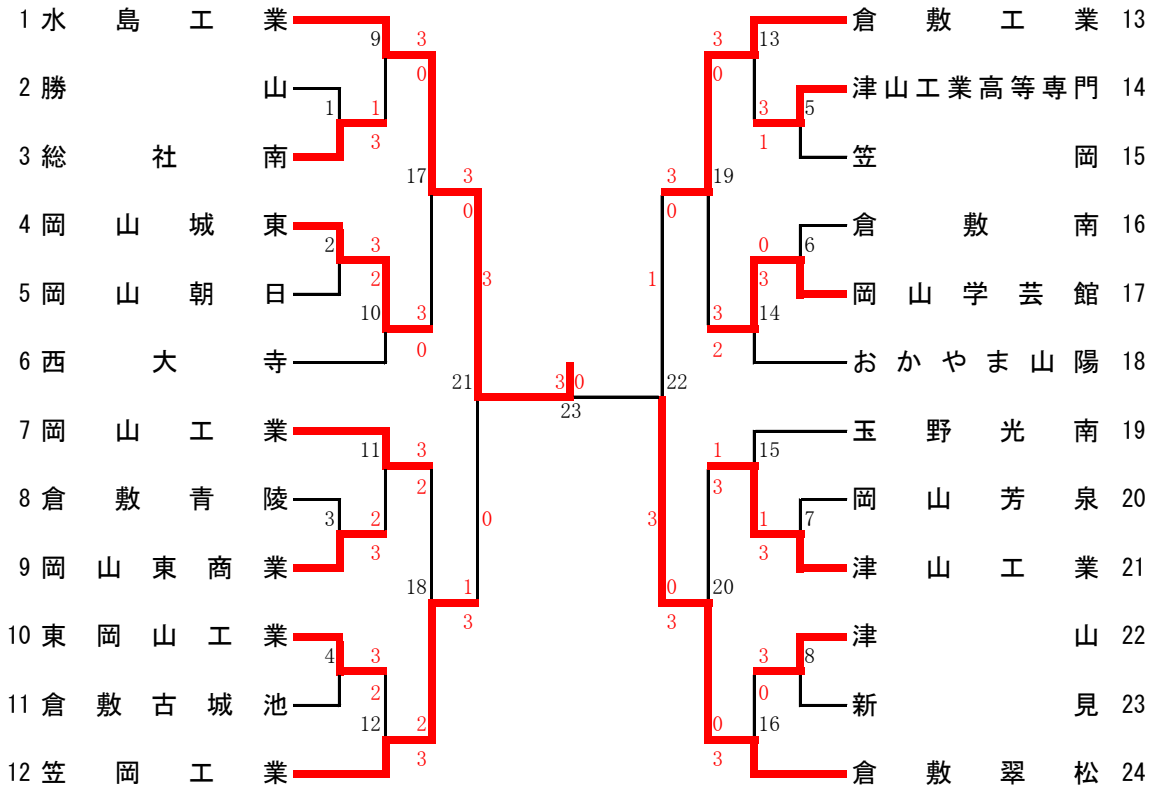 1 水島工業
2 勝山
3 総社南
4 岡山城東
5 岡山朝日
6 西大寺
7 岡山工業
8 倉敷青陵
9 岡山東商業
10 東岡山工業
11 倉敷古城池
12 笠岡工業
9 3
0
1 1
3
17 3
0
2 3
2
10 3
0
3
21
11 3
2
3 2
3
0
18 1
3
4 3
2
12 2
3
3 0
23
3 13
0
3 5
1
3 19
0
0 6
3
1
3 14
2
22
1 15
3
1 7
3
3
0 20
3
3 8
0
0 16
3
倉敷工業 13
津山工業高等専門 14
笠岡 15
倉敷南 16
岡山学芸館 17
おかやま山陽 18
玉野光南 19
岡山芳泉 20
津山工業 21
津山 22
新見 23
倉敷翠松 24